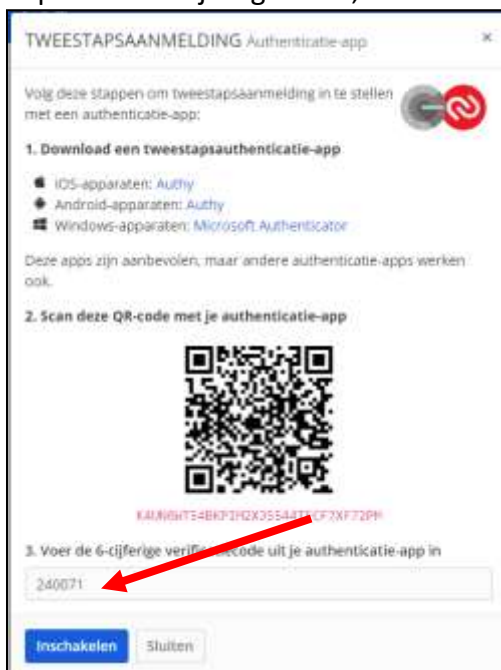 TWEESTAPSAANMELDING Authenticatie-app ×
Volg deze stappen om tweestapsaanmelding in te stellen
met een authenticatie-app:
1. Download een tweestapsauthenticatie-app
iOS-apparaten: Authy
Android-apparaten: Authy
Windows-apparaten: Microsoft Authenticator
Deze apps zijn aanbevolen, maar andere authenticatie-apps werken
ook.
2. Scan deze QR-code met je authenticatie-app
3. Voer de 6-cijferige uit je authenticatie-app in
240071
Inschakelen Sluiten